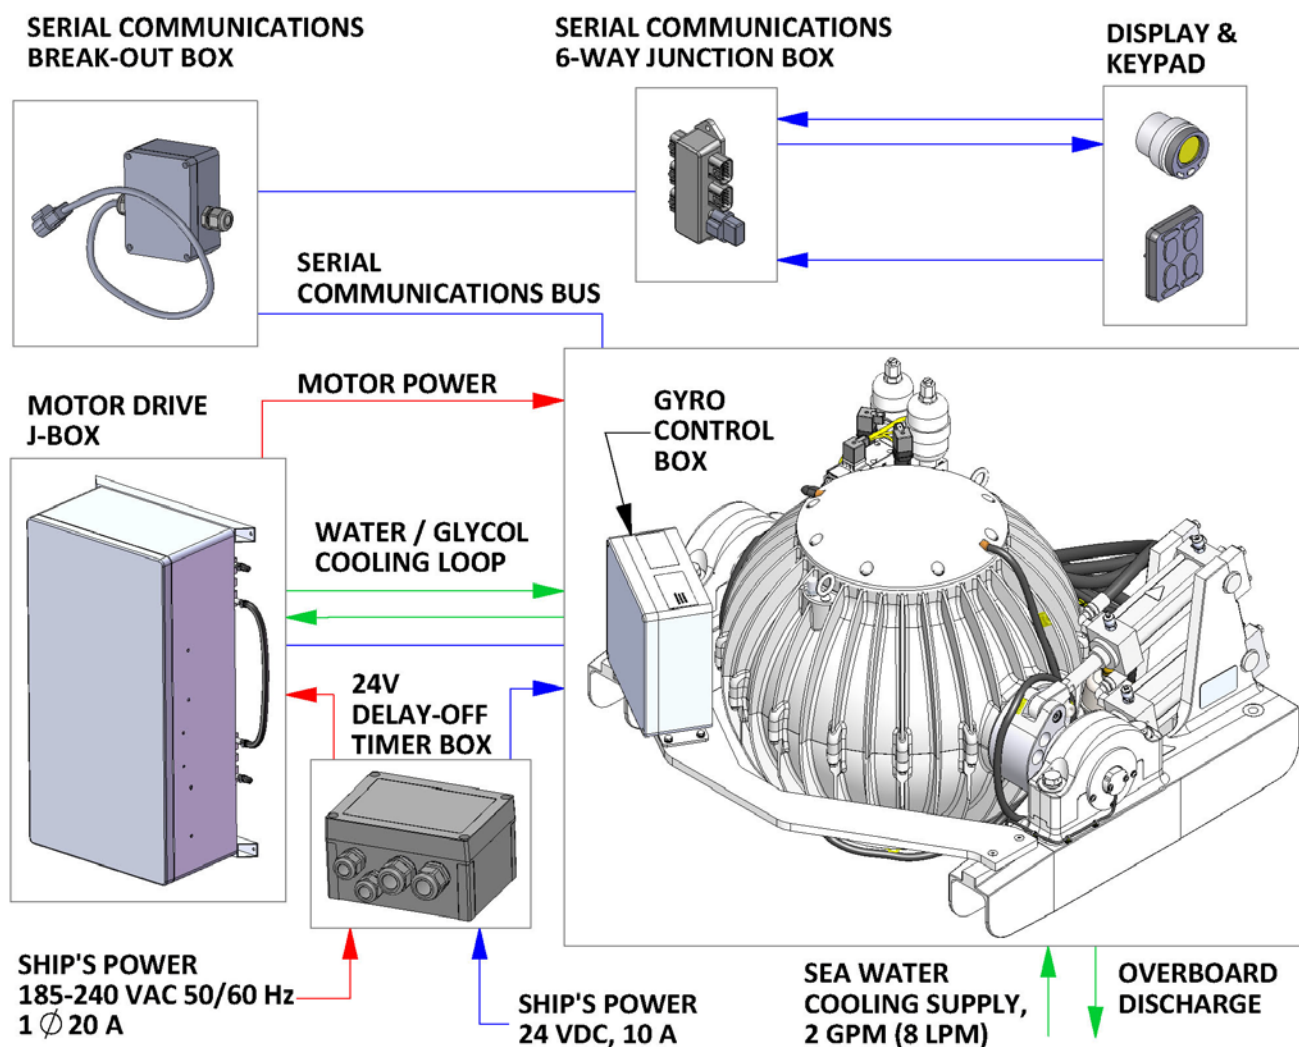 SERIAL COMMUNICATIONS
BREAK-OUT BOX
SERIAL COMMUNICATIONS
6-WAY JUNCTION BOX
DISPLAY &
KEYPAD
SERIAL
COMMUNICATIONS BUS
MOTOR POWER
MOTOR DRIVE
J-BOX
GYRO
CONTROL
BOX
WATER / GLYCOL
COOLING LOOP
24V
DELAY-OFF
TIMER BOX
SHIP'S POWER
185-240 VAC 50/60 Hz
1 ∅ 20 A
SHIP'S POWER
24 VDC, 10 A
SEA WATER
COOLING SUPPLY,
2 GPM (8 LPM)
OVERBOARD
DISCHARGE